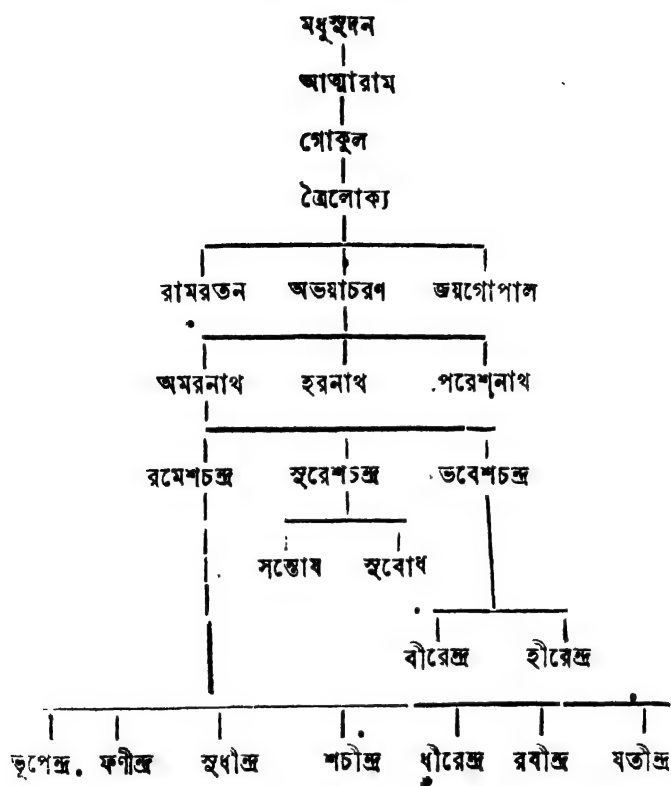 মধুসূদন
আত্মারাম
গোকুল
ত্রৈলোক্য
রামরতন অভয়াচরণ জয়গোপাল
অমরনাথ হরনাথ পরেশনাথ
রমেশচন্দ্র সুরেশচন্দ্র ভবেশচন্দ্র
সন্তোষ সুবোধ
বীরেন্দ্র হীরেন্দ্র
ভূপেন্দ্র ফণীন্দ্র সুধীন্দ্র শচীন্দ্র ধীরেন্দ্র রবীন্দ্র যতীন্দ্র